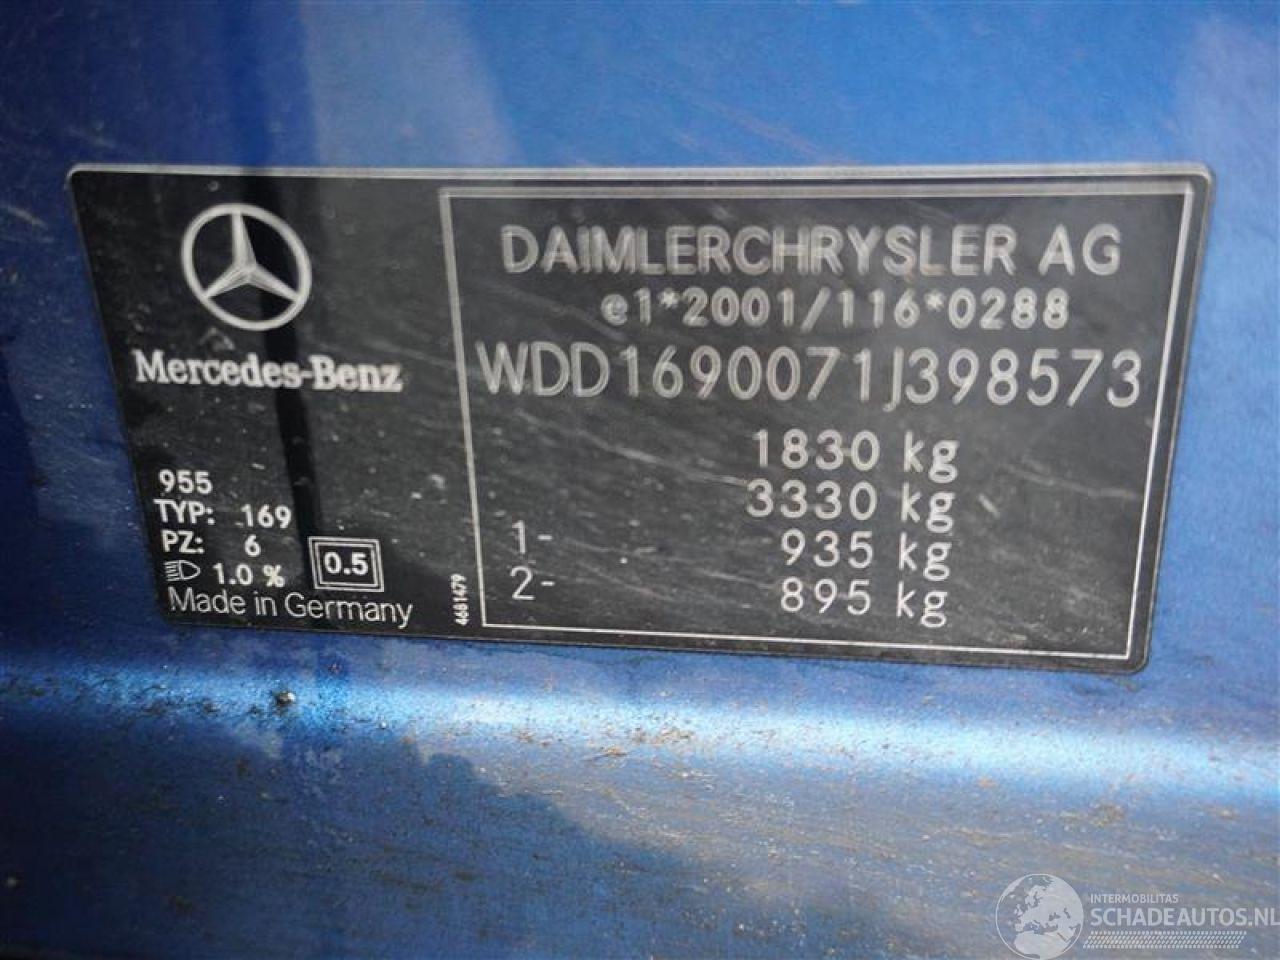 Mercedes-Benz
955
TYP: 169
PZ: 6
1.0 %
0.5
Made in Germany
4681479
DAIMLERCHRYSLER AG
e1*2001/116*0288
WDD1690071J398573
1830 kg
3330 kg
1- 935 kg
2- 895 kg
INTERMOBILITAS
SCHADEAUTOS.NL